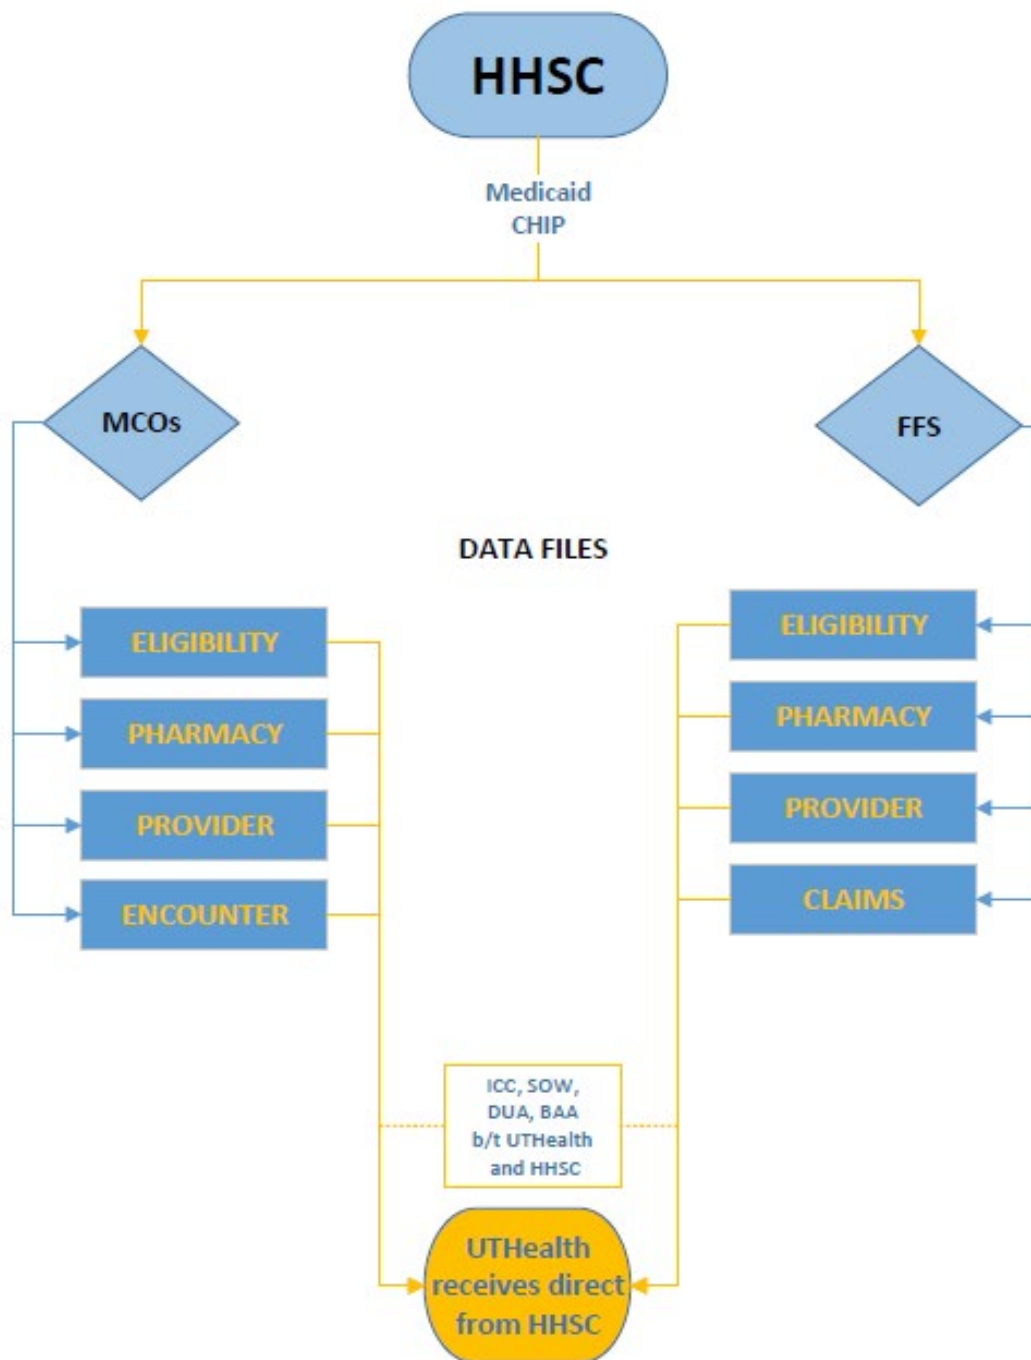 HHSC
Medicaid
CHIP
MCOs
FFS
DATA FILES
ELIGIBILITY
PHARMACY
PROVIDER
ENCOUNTER
ELIGIBILITY
PHARMACY
PROVIDER
CLAIMS
ICC, SOW,
DUA, BAA
b/t UTHealth
and HHSC
UTHealth
receives direct
from HHSC